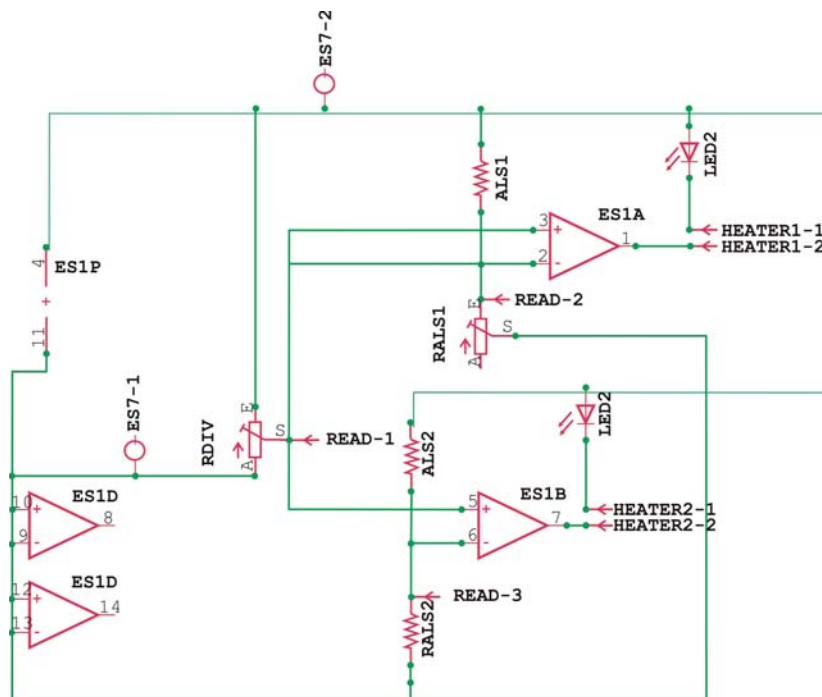 ES7-2
LED2
ALS1
ES1A
3
+
2
-
1
HEATER1-1
HEATER1-2
4
ES1P
+
11
E
READ-2
RALS1
S
A
ES7-1
E
RDIV
S
READ-1
A
LED2
ALS2
ES1D
10
+
9
-
8
ES1B
5
+
6
-
7
HEATER2-1
HEATER2-2
ES1D
12
+
13
-
14
READ-3
RALS2